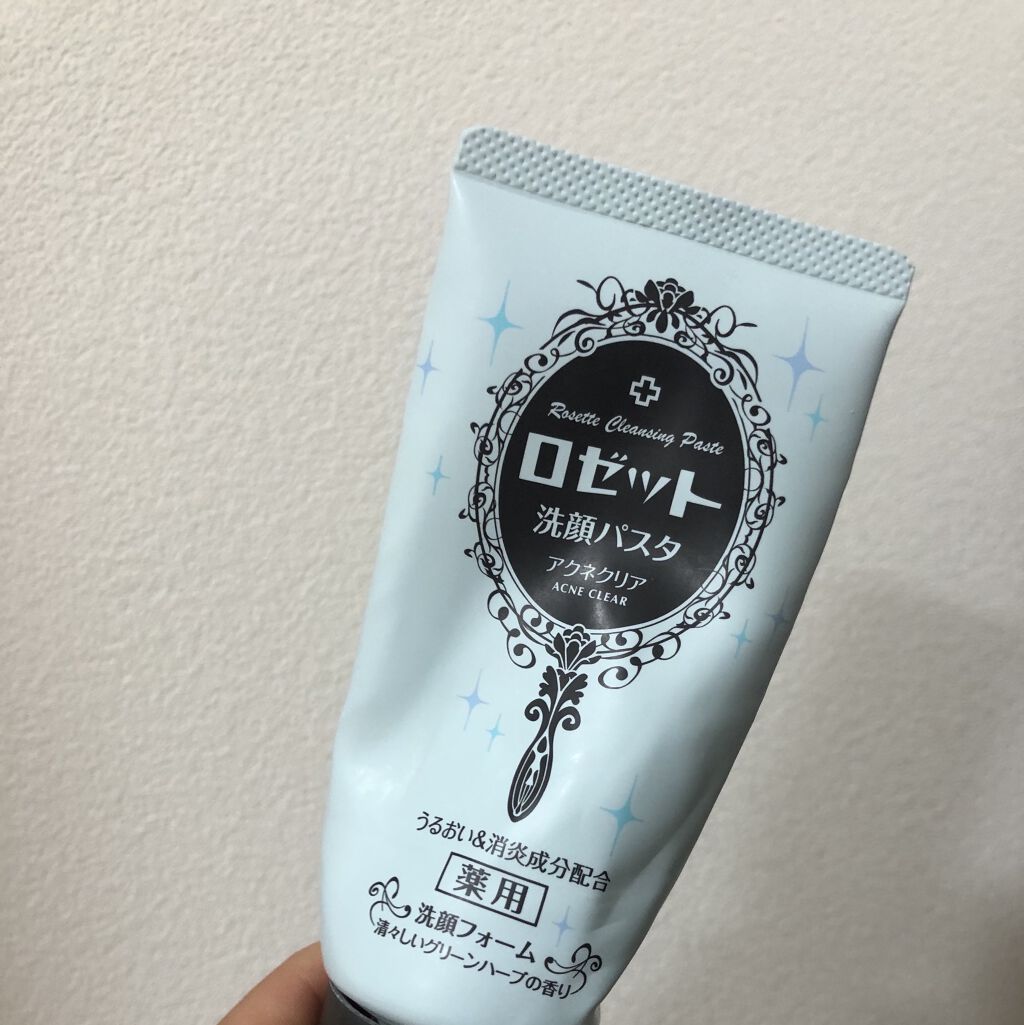 Rosette Cleansing Paste
ロゼット
洗顔パスタ
アクネクリア
ACNE CLEAR
うるおい&消炎成分配合
薬用
洗顔フォーム
清々しいグリーンハーブの香り